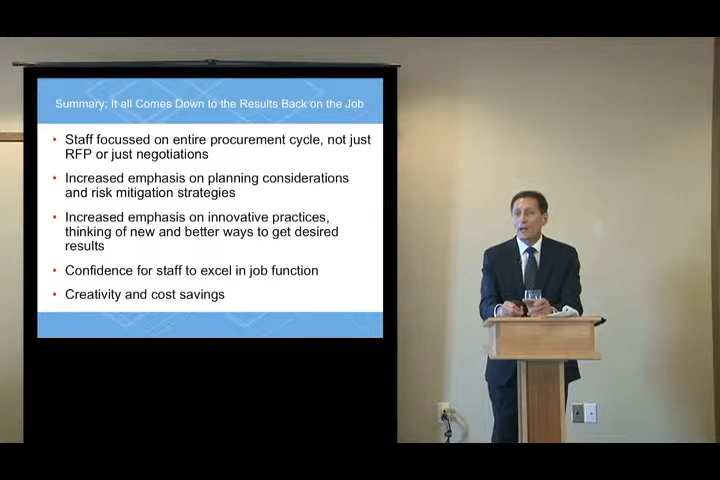 Summary: It all Comes Down to the Results Back on the Job
• Staff focussed on entire procurement cycle, not just
RFP or just negotiations
• Increased emphasis on planning considerations
and risk mitigation strategies
• Increased emphasis on innovative practices,
thinking of new and better ways to get desired
results
• Confidence for staff to excel in job function
• Creativity and cost savings